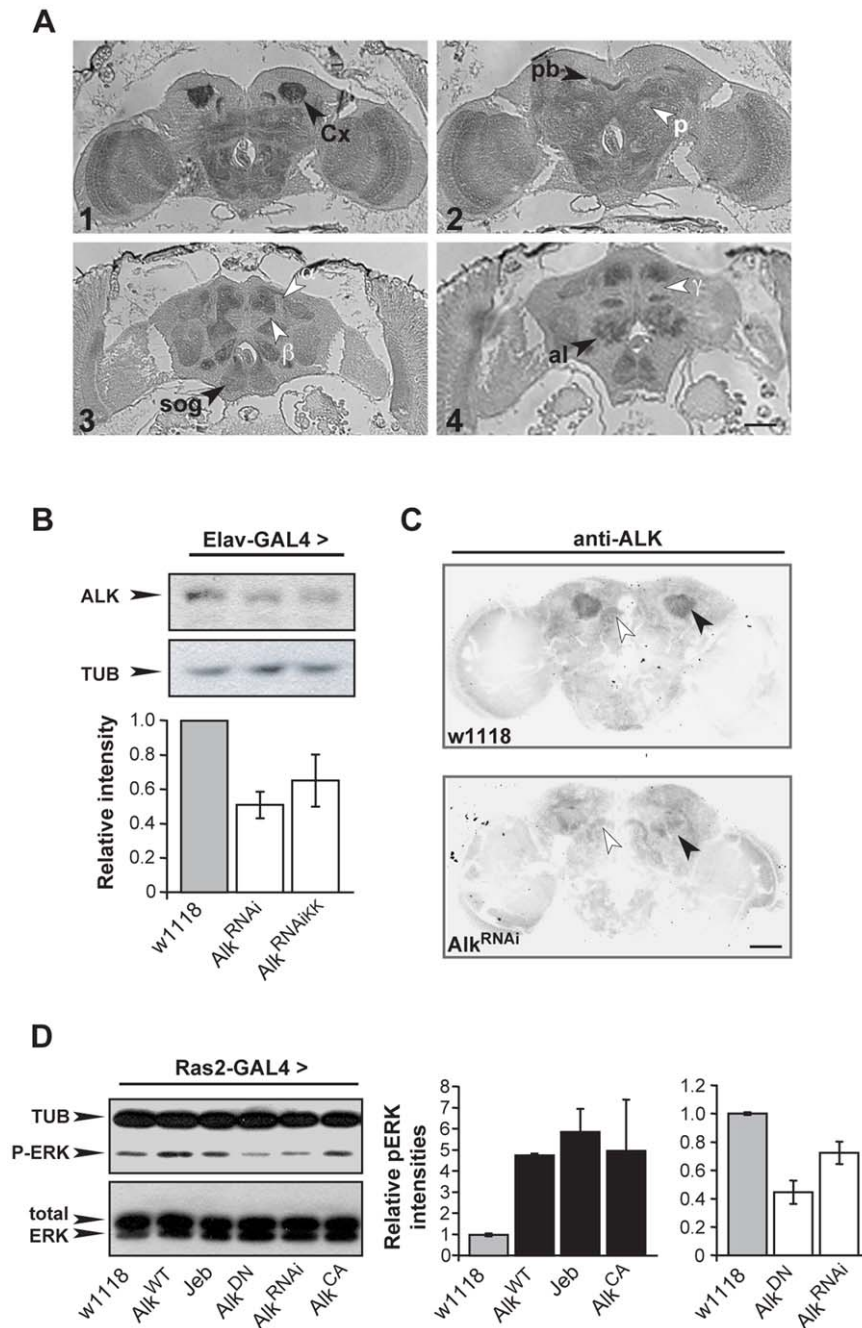 A
Cx
1
pb
p
2
α
β
sog
3
γ
al
4
B
Elav-GAL4 >
ALK
TUB
Relative intensity
1.0
0.8
0.6
0.4
0.2
0
w1118
Alk^RNAi
Alk^RNAiKK
C
anti-ALK
w1118
Alk^RNAi
D
Ras2-GAL4 >
TUB
P-ERK
total
ERK
w1118
Alk^WT
Jeb
Alk^DN
Alk^RNAi
Alk^CA
Relative pERK
intensities
8
7
6
5
4
3
2
1
0
w1118
Alk^WT
Jeb
Alk^CA
1.2
1.0
0.8
0.6
0.4
0.2
0
w1118
Alk^DN
Alk^RNAi